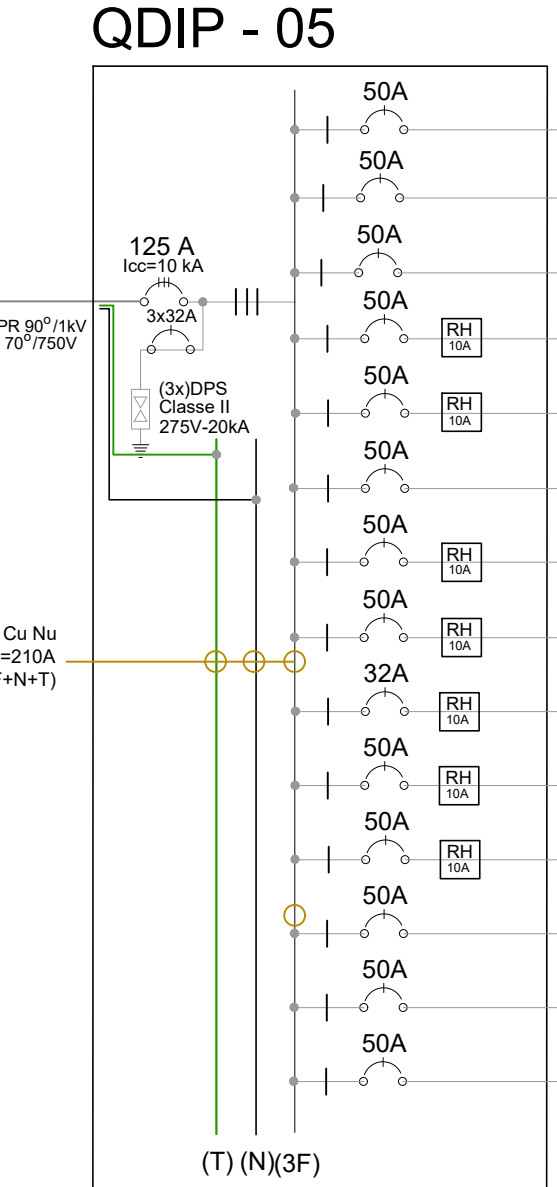 QDIP - 05
50A
50A
50A
125 A
Icc=10 kA
3x32A
PR 90°/1kV
70°/750V
(3x)DPS
Classe II
275V-20kA
50A
RH
10A
50A
RH
10A
50A
50A
RH
10A
50A
RH
10A
Cu Nu
=210A
+N+T)
32A
RH
10A
50A
RH
10A
50A
RH
10A
50A
50A
50A
(T) (N)(3F)